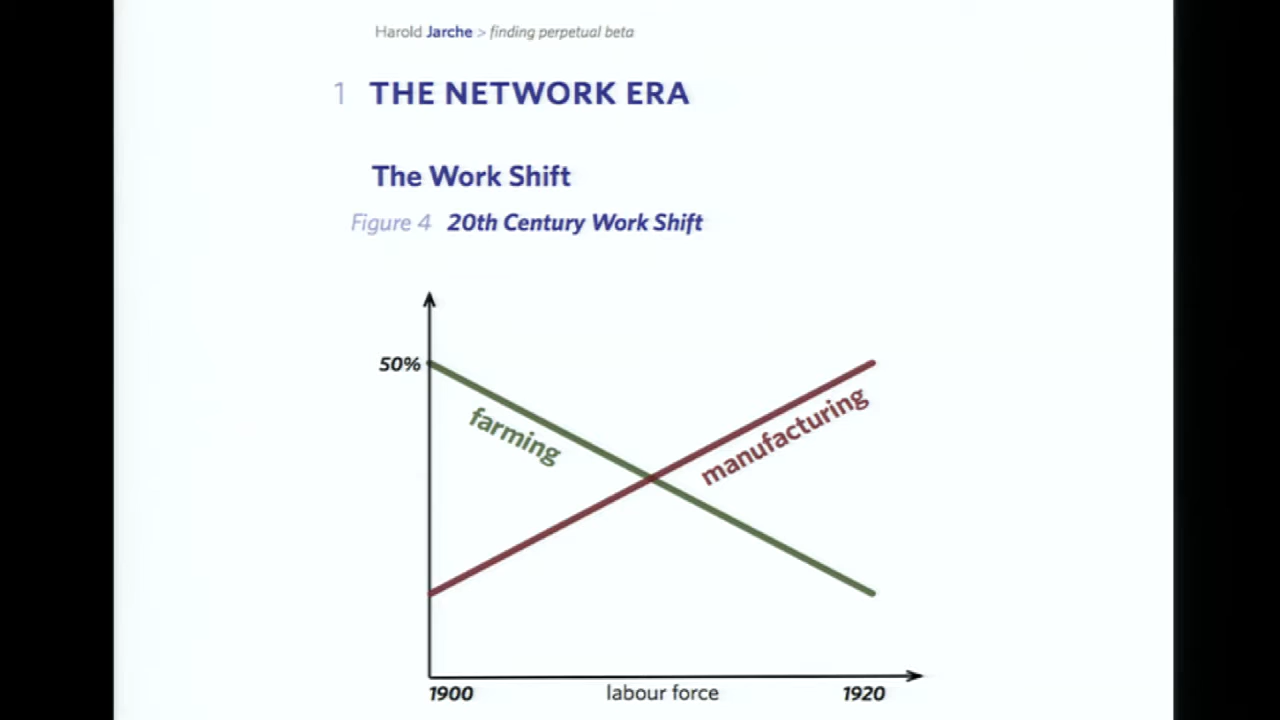 Harold Jarche > finding perpetual beta
1 THE NETWORK ERA
The Work Shift
Figure 4 20th Century Work Shift
50%
farming
manufacturing
1900 labour force 1920